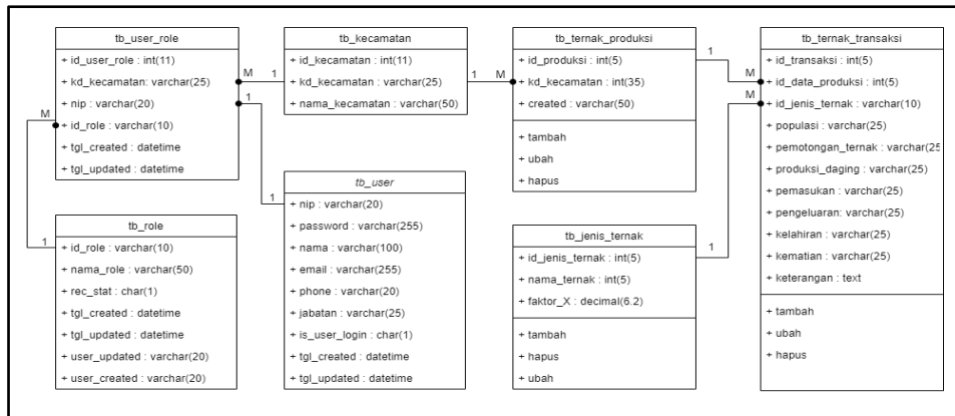 tb_user_role
+ id_user_role : int(11)
+ kd_kecamatan: varchar(25)
+ nip : varchar(20)
+ id_role : varchar(10)
+ tgl_created : datetime
+ tgl_updated : datetime
M
1
M
1
tb_kecamatan
+ id_kecamatan : int(11)
+ kd_kecamatan : varchar(25)
+ nama_kecamatan : varchar(50)
1
M
tb_ternak_produksi
+ id_produksi : int(5)
+ kd_kecamatan : int(35)
+ created : varchar(50)
+ tambah
+ ubah
+ hapus
1
M
M
tb_ternak_transaksi
+ id_transaksi : int(5)
+ id_data_produksi : int(5)
+ id_jenis_ternak : varchar(10)
+ populasi : varchar(25)
+ pemotongan_ternak : varchar(25
+ produksi_daging : varchar(25)
+ pemasukan : varchar(25)
+ pengeluaran: varchar(25)
+ kelahiran : varchar(25)
+ kematian : varchar(25)
+ keterangan : text
+ tambah
+ ubah
+ hapus
1
tb_role
+ id_role : varchar(10)
+ nama_role : varchar(50)
+ rec_stat : char(1)
+ tgl_created : datetime
+ tgl_updated : datetime
+ user_updated : varchar(20)
+ user_created : varchar(20)
1
tb_user
+ nip : varchar(20)
+ password : varchar(255)
+ nama : varchar(100)
+ email : varchar(255)
+ phone : varchar(20)
+ jabatan : varchar(25)
+ is_user_login : char(1)
+ tgl_created : datetime
+ tgl_updated : datetime
tb_jenis_ternak
+ id_jenis_ternak : int(5)
+ nama_ternak : int(5)
+ faktor_X : decimal(6.2)
+ tambah
+ hapus
+ ubah
1